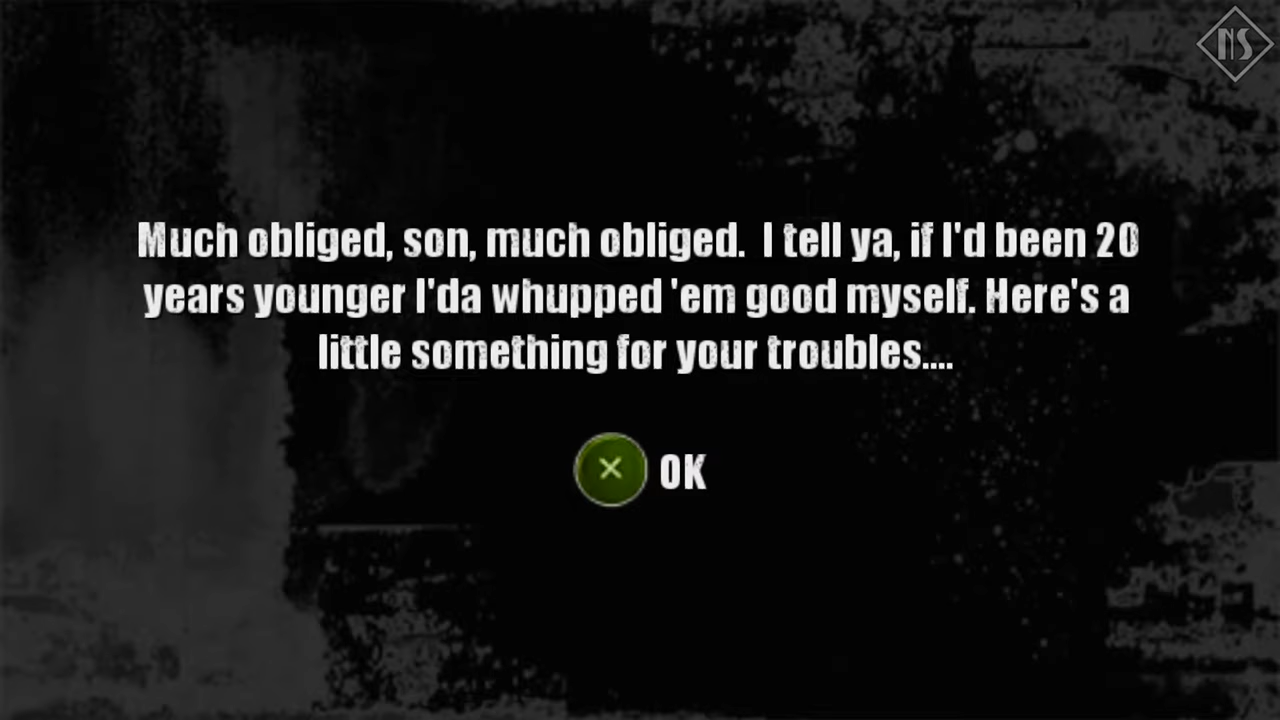 NS
Much obliged, son, much obliged.  I tell ya, if I'd been 20
years younger I'da whupped 'em good myself. Here's a
little something for your troubles....
OK